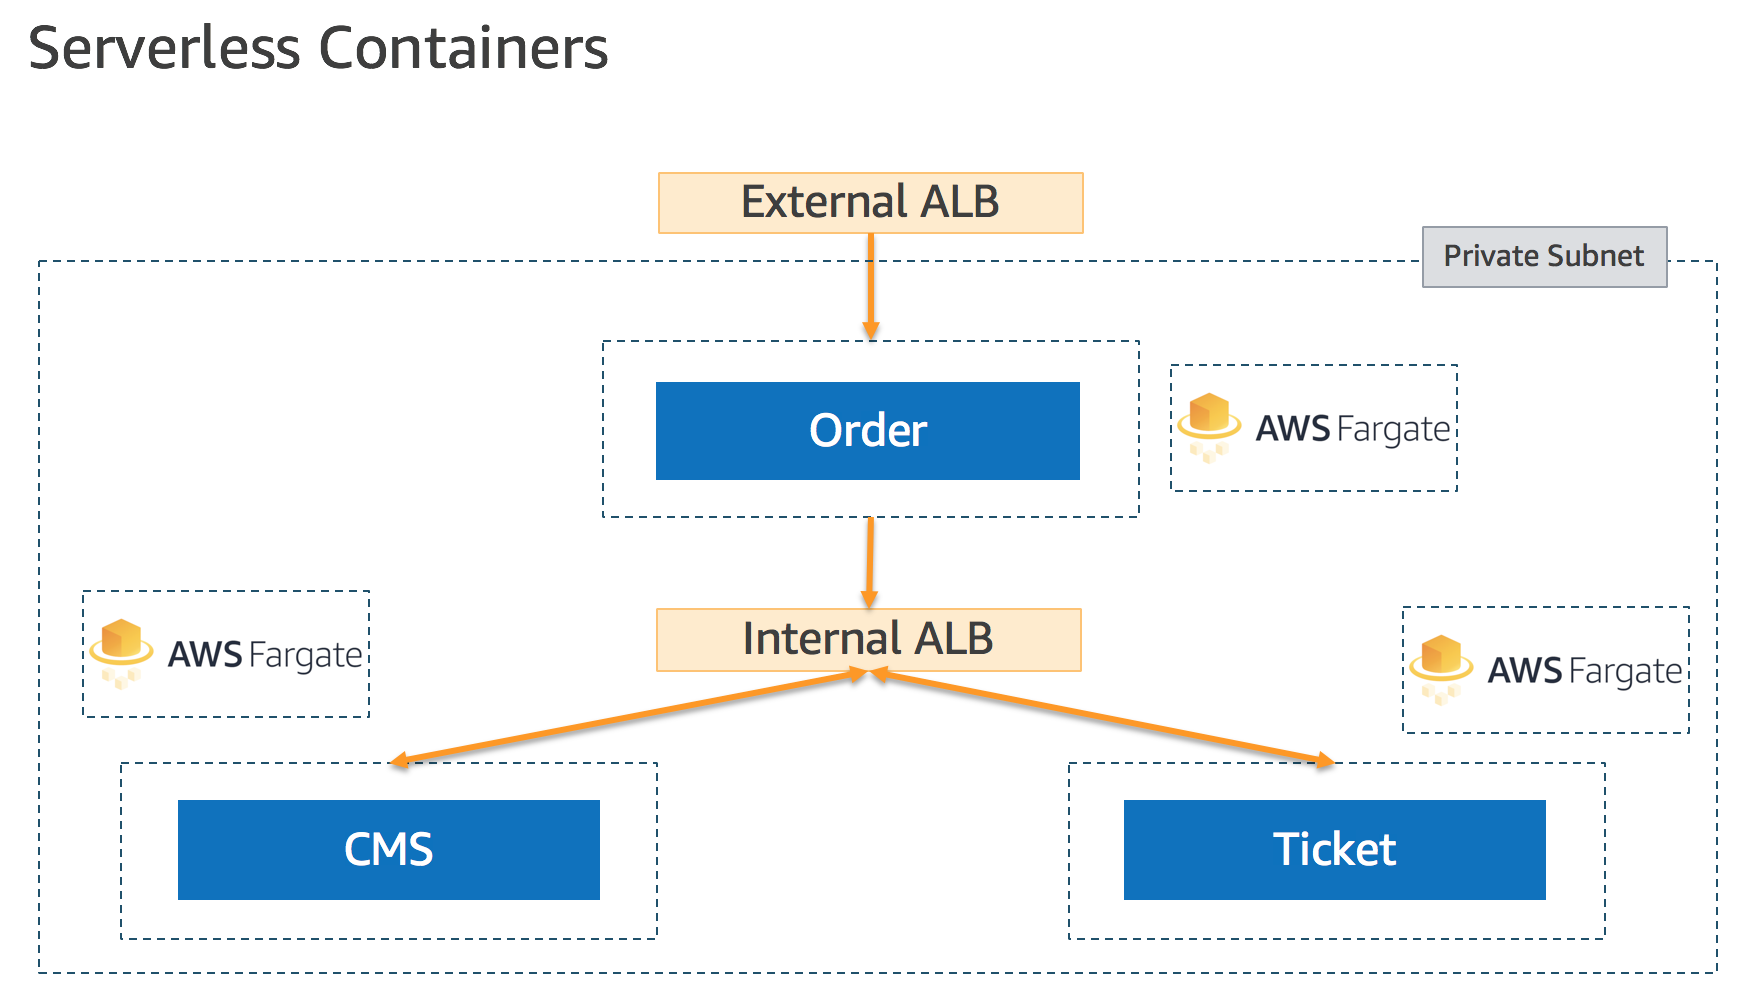 Serverless Containers
External ALB
Private Subnet
Order
AWS Fargate
Internal ALB
AWS Fargate
AWS Fargate
CMS
Ticket